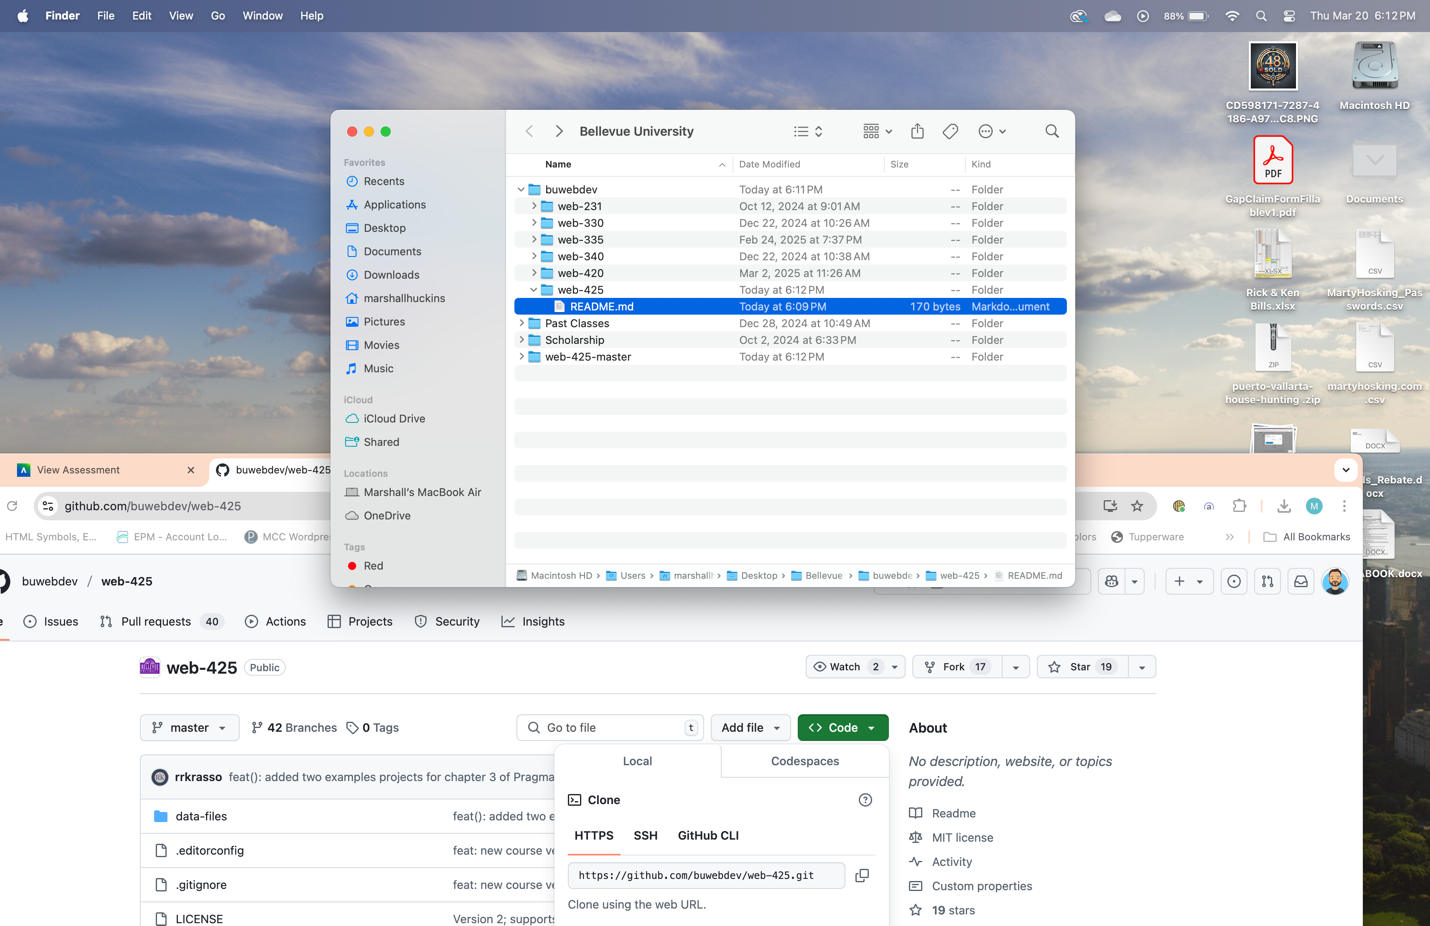 Finder File Edit View Go Window Help 88% Thu Mar 20 6:12 PM
48
SOLD
CD598171-7287-4
186-A97...C8.PNG
Macintosh HD
PDF
GapClaimFormFilla
blev1.pdf
Documents
XLSX
CSV
Rick & Ken
Bills.xlsx
MartyHosking_Pas
swords.csv
ZIP
CSV
puerto-vallarta-
house-hunting .zip
martyhosking.com
.csv
DOCX
ls_Rebate.d
ocx
DOCX
ABOOK.docx
Bellevue University
Favorites
Recents
Applications
Desktop
Documents
Downloads
marshallhuckins
Pictures
Movies
Music
iCloud
iCloud Drive
Shared
Locations
Marshall's MacBook Air
OneDrive
Tags
Red
Name Date Modified Size Kind
buwebdev Today at 6:11 PM -- Folder
web-231 Oct 12, 2024 at 9:01 AM -- Folder
web-330 Dec 22, 2024 at 10:26 AM -- Folder
web-335 Feb 24, 2025 at 7:37 PM -- Folder
web-340 Dec 22, 2024 at 10:38 AM -- Folder
web-420 Mar 2, 2025 at 11:26 AM -- Folder
web-425 Today at 6:12 PM -- Folder
README.md Today at 6:09 PM 170 bytes Markdo...ument
Past Classes Dec 28, 2024 at 10:49 AM -- Folder
Scholarship Oct 2, 2024 at 6:33 PM -- Folder
web-425-master Today at 6:12 PM -- Folder
Macintosh HD › Users › marshallh › Desktop › Bellevue › buwebde › web-425 › README.md
View Assessment
buwebdev/web-425
github.com/buwebdev/web-425
M
HTML Symbols, E... EPM - Account Lo... MCC Wordpre olors Tupperware » All Bookmarks
buwebdev / web-425
Issues Pull requests 40 Actions Projects Security Insights
web-425 Public
Watch 2 Fork 17 Star 19
master 42 Branches 0 Tags
Go to file t Add file <> Code
About
No description, website, or topics
provided.
Readme
MIT license
Activity
Custom properties
19 stars
rrkrasso feat(): added two examples projects for chapter 3 of Pragma
data-files feat(): added two e
.editorconfig feat: new course ve
.gitignore feat: new course ve
LICENSE Version 2; supports
Local Codespaces
Clone
HTTPS SSH GitHub CLI
https://github.com/buwebdev/web-425.git
Clone using the web URL.